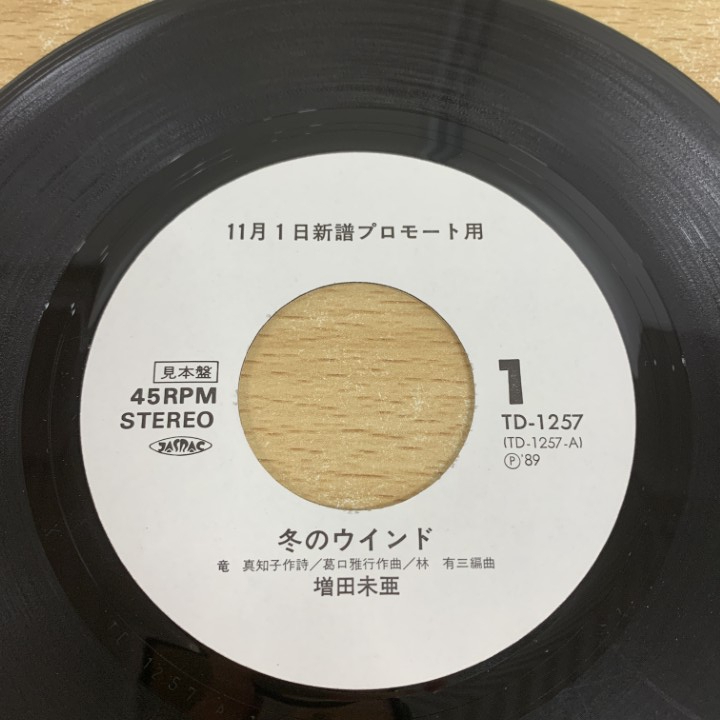 11月1日新譜プロモート用
見本盤
45RPM
STEREO
JASRAC
1
TD-1257
(TD-1257-A)
Ⓟ'89
冬のウインド
竜 真知子作詩/葛口雅行作曲/林 有三編曲
増田未亜